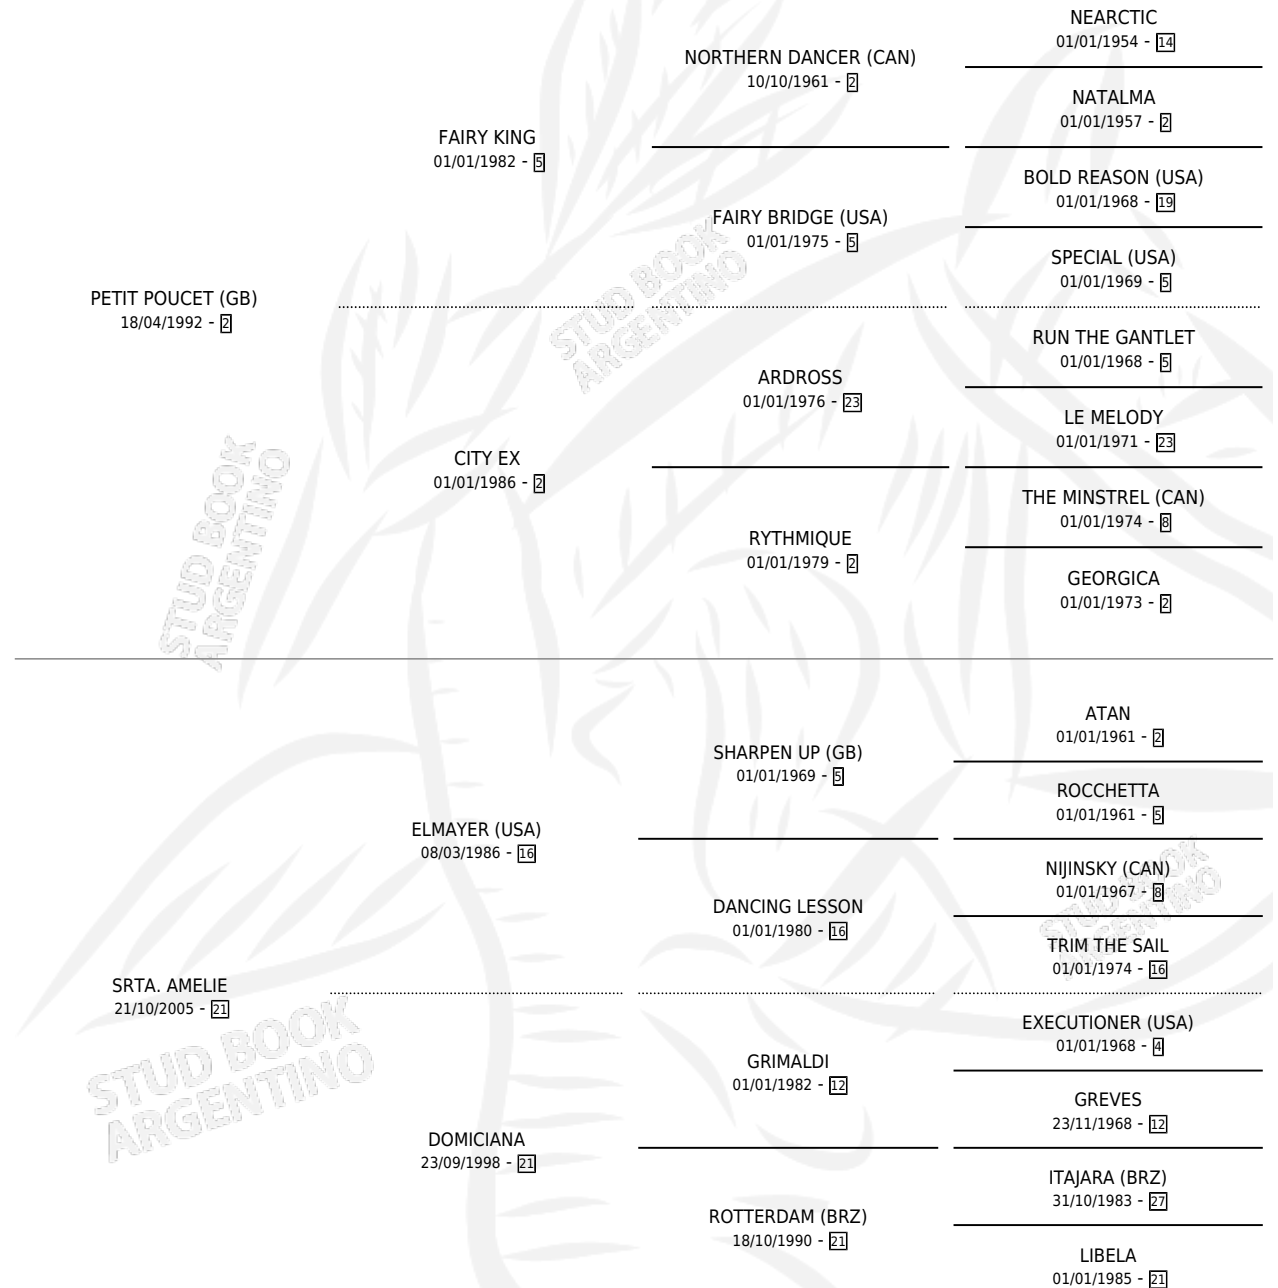 NEARCTIC
01/01/1954 - 14
NORTHERN DANCER (CAN)
10/10/1961 - 2
NATALMA
01/01/1957 - 2
FAIRY KING
01/01/1982 - 5
BOLD REASON (USA)
01/01/1968 - 19
FAIRY BRIDGE (USA)
01/01/1975 - 5
SPECIAL (USA)
01/01/1969 - 5
PETIT POUCET (GB)
18/04/1992 - 2
STUD BOOK
ARGENTINO
RUN THE GANTLET
01/01/1968 - 5
ARDROSS
01/01/1976 - 23
LE MELODY
01/01/1971 - 23
CITY EX
01/01/1986 - 2
THE MINSTREL (CAN)
01/01/1974 - 8
RYTHMIQUE
01/01/1979 - 2
GEORGICA
01/01/1973 - 2
STUD BOOK
ARGENTINO
ATAN
01/01/1961 - 2
SHARPEN UP (GB)
01/01/1969 - 5
ROCCHETTA
01/01/1961 - 5
ELMAYER (USA)
08/03/1986 - 16
NIJINSKY (CAN)
01/01/1967 - 8
DANCING LESSON
01/01/1980 - 16
TRIM THE SAIL
01/01/1974 - 16
STUD BOOK
ARGENTINO
SRTA. AMELIE
21/10/2005 - 21
STUD BOOK
ARGENTINO
EXECUTIONER (USA)
01/01/1968 - 4
GRIMALDI
01/01/1982 - 12
GREVES
23/11/1968 - 12
DOMICIANA
23/09/1998 - 21
ITAJARA (BRZ)
31/10/1983 - 27
ROTTERDAM (BRZ)
18/10/1990 - 21
LIBELA
01/01/1985 - 21